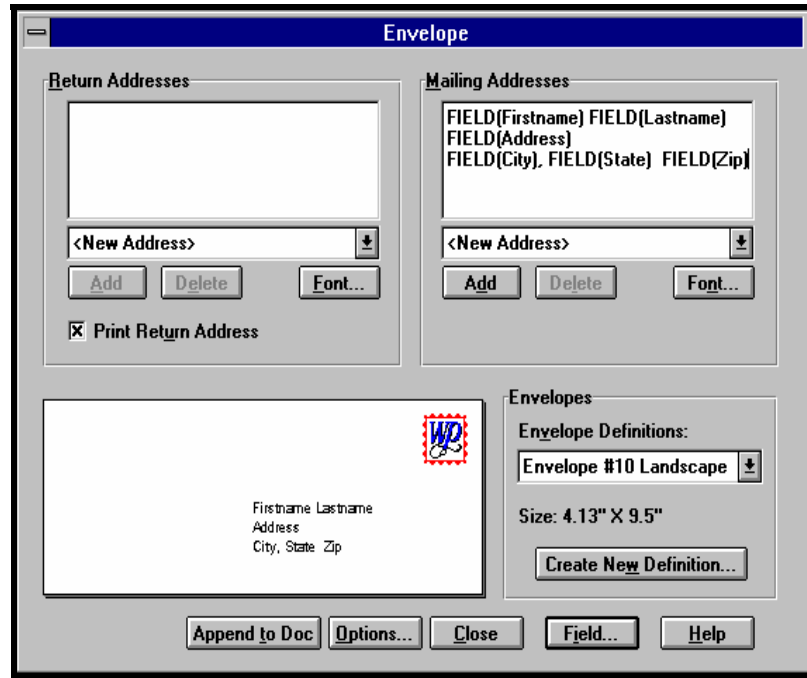 Envelope
Return Addresses
<New Address>
Add Delete Font...
Print Return Address
Mailing Addresses
FIELD(Firstname) FIELD(Lastname)
FIELD(Address)
FIELD(City), FIELD(State)  FIELD(Zip)
<New Address>
Add Delete Font...
WP
Firstname Lastname
Address
City, State  Zip
Envelopes
Envelope Definitions:
Envelope #10 Landscape
Size: 4.13" X 9.5"
Create New Definition...
Append to Doc Options... Close Field... Help